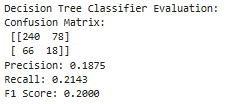 Decision Tree Classifier Evaluation:
Confusion Matrix:
[[240 78]
[ 66 18]]
Precision: 0.1875
Recall: 0.2143
F1 Score: 0.2000